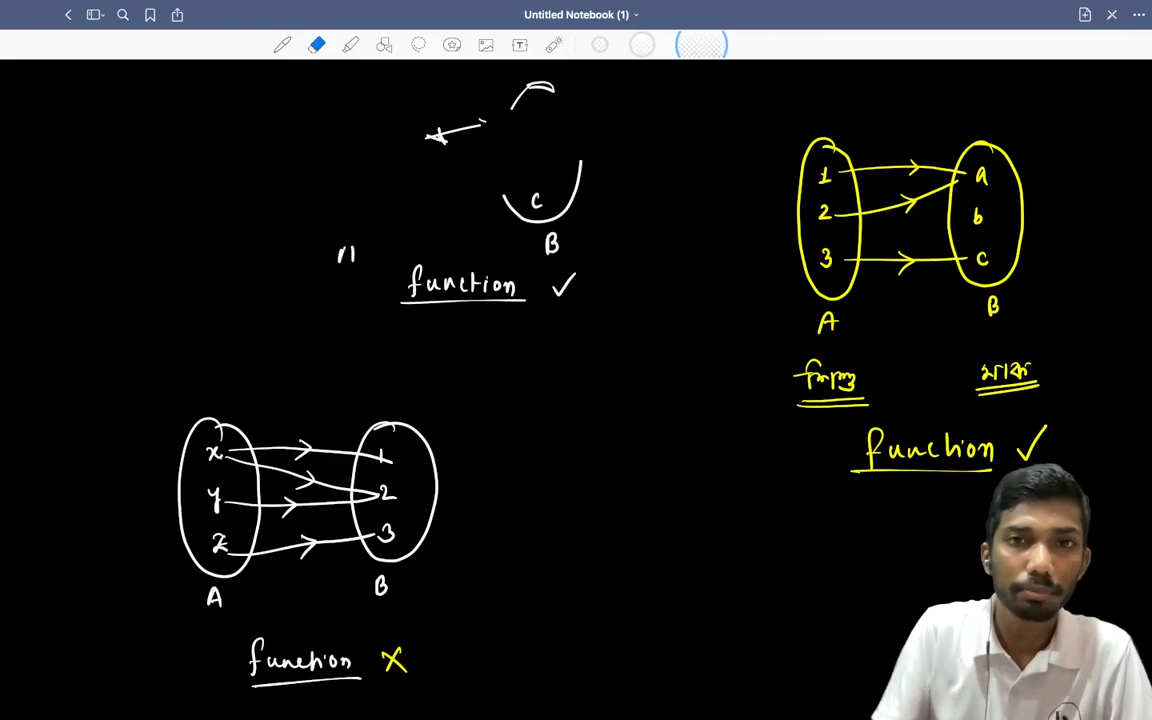 Untitled Notebook (1)
C
B
function ✓
1
2
3
A
a
b
c
B
function ✓
x
y
z
A
1
2
3
B
function X